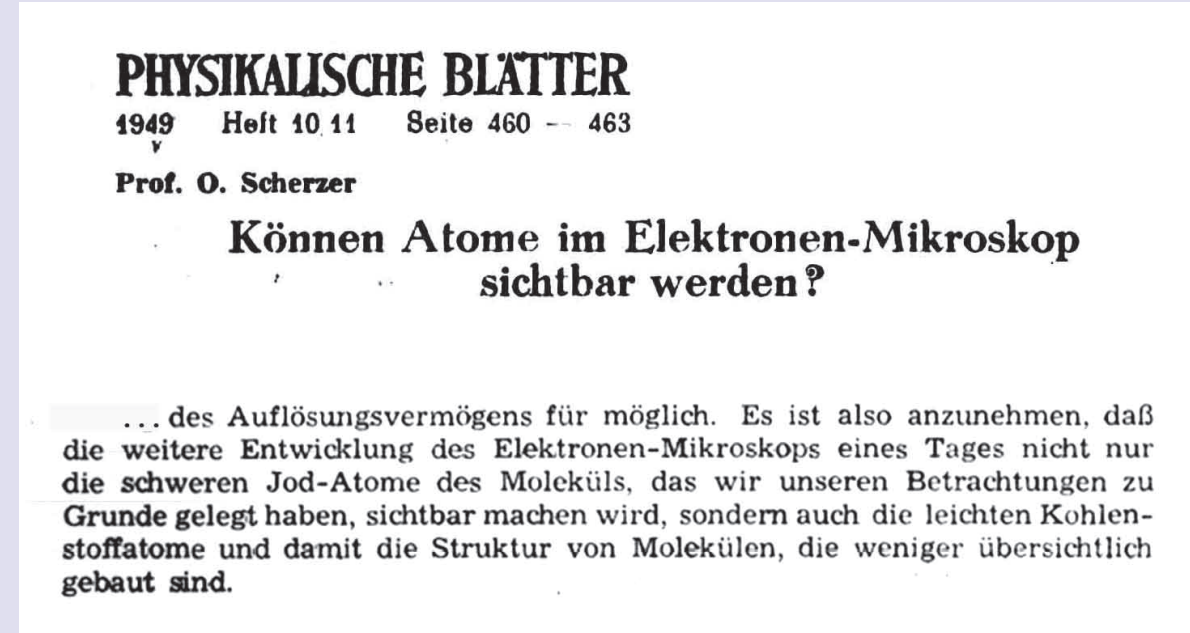 PHYSIKALISCHE BLÄTTER
1949 Heft 10 11 Seite 460 -- 463
Prof. O. Scherzer
Können Atome im Elektronen-Mikroskop
sichtbar werden?
... des Auflösungsvermögens für möglich. Es ist also anzunehmen, daß
die weitere Entwicklung des Elektronen-Mikroskops eines Tages nicht nur
die schweren Jod-Atome des Moleküls, das wir unseren Betrachtungen zu
Grunde gelegt haben, sichtbar machen wird, sondern auch die leichten Kohlen-
stoffatome und damit die Struktur von Molekülen, die weniger übersichtlich
gebaut sind.